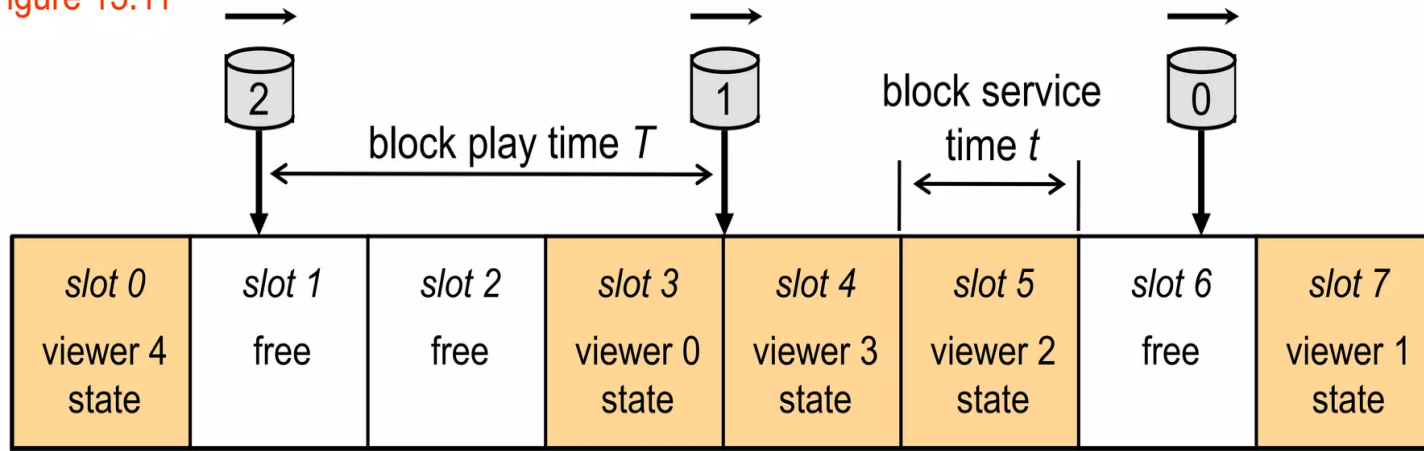 2
1
0
block play time T
block service
time t
slot 0
viewer 4
state
slot 1
free
slot 2
free
slot 3
viewer 0
state
slot 4
viewer 3
state
slot 5
viewer 2
state
slot 6
free
slot 7
viewer 1
state